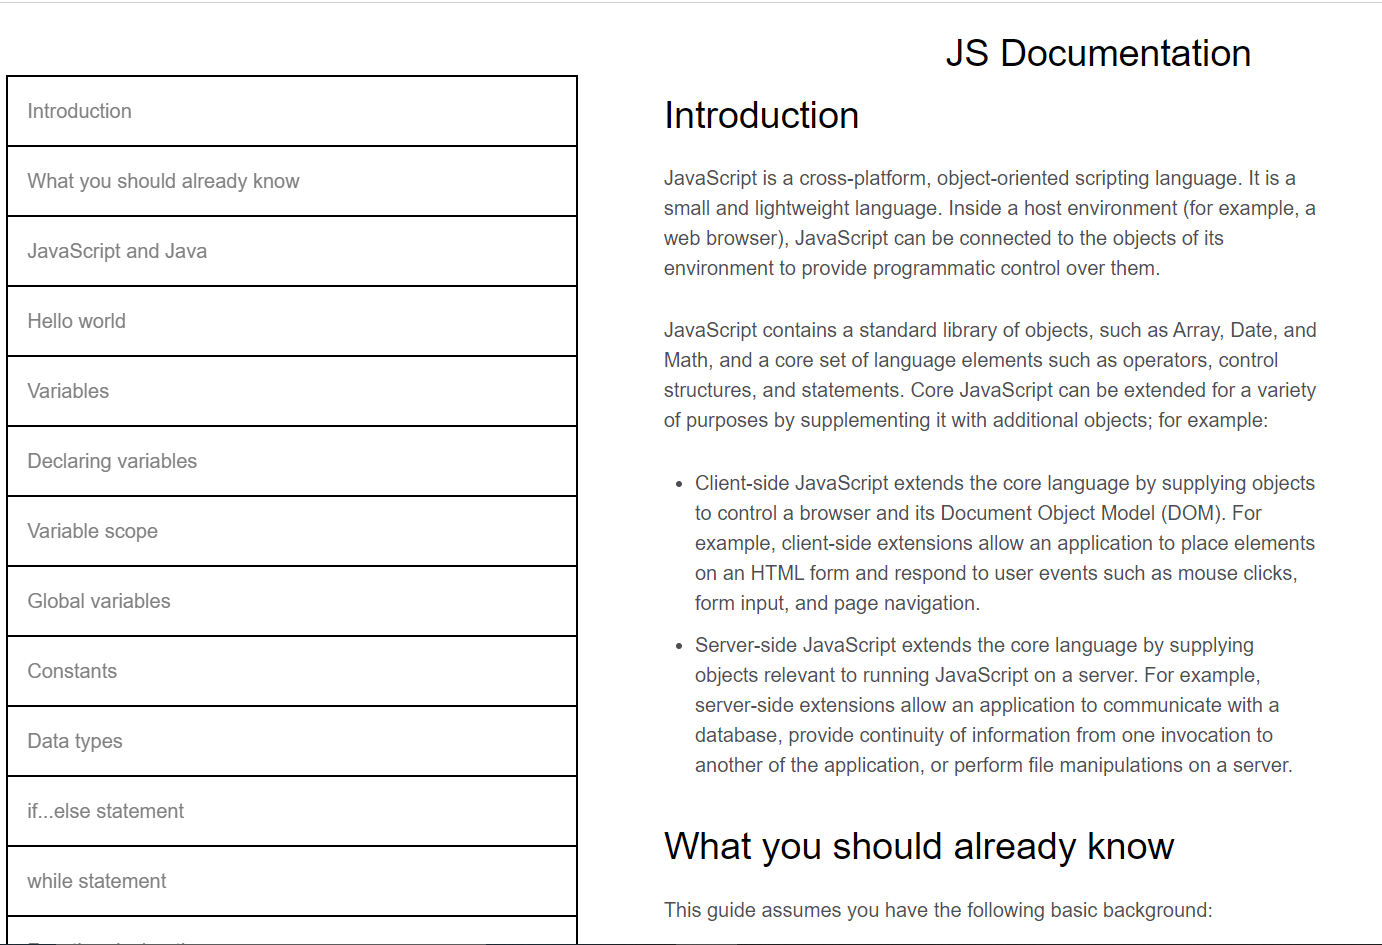 JS Documentation
Introduction
What you should already know
JavaScript and Java
Hello world
Variables
Declaring variables
Variable scope
Global variables
Constants
Data types
if...else statement
while statement
Introduction
JavaScript is a cross-platform, object-oriented scripting language. It is a
small and lightweight language. Inside a host environment (for example, a
web browser), JavaScript can be connected to the objects of its
environment to provide programmatic control over them.
JavaScript contains a standard library of objects, such as Array, Date, and
Math, and a core set of language elements such as operators, control
structures, and statements. Core JavaScript can be extended for a variety
of purposes by supplementing it with additional objects; for example:
• Client-side JavaScript extends the core language by supplying objects
to control a browser and its Document Object Model (DOM). For
example, client-side extensions allow an application to place elements
on an HTML form and respond to user events such as mouse clicks,
form input, and page navigation.
• Server-side JavaScript extends the core language by supplying
objects relevant to running JavaScript on a server. For example,
server-side extensions allow an application to communicate with a
database, provide continuity of information from one invocation to
another of the application, or perform file manipulations on a server.
What you should already know
This guide assumes you have the following basic background: